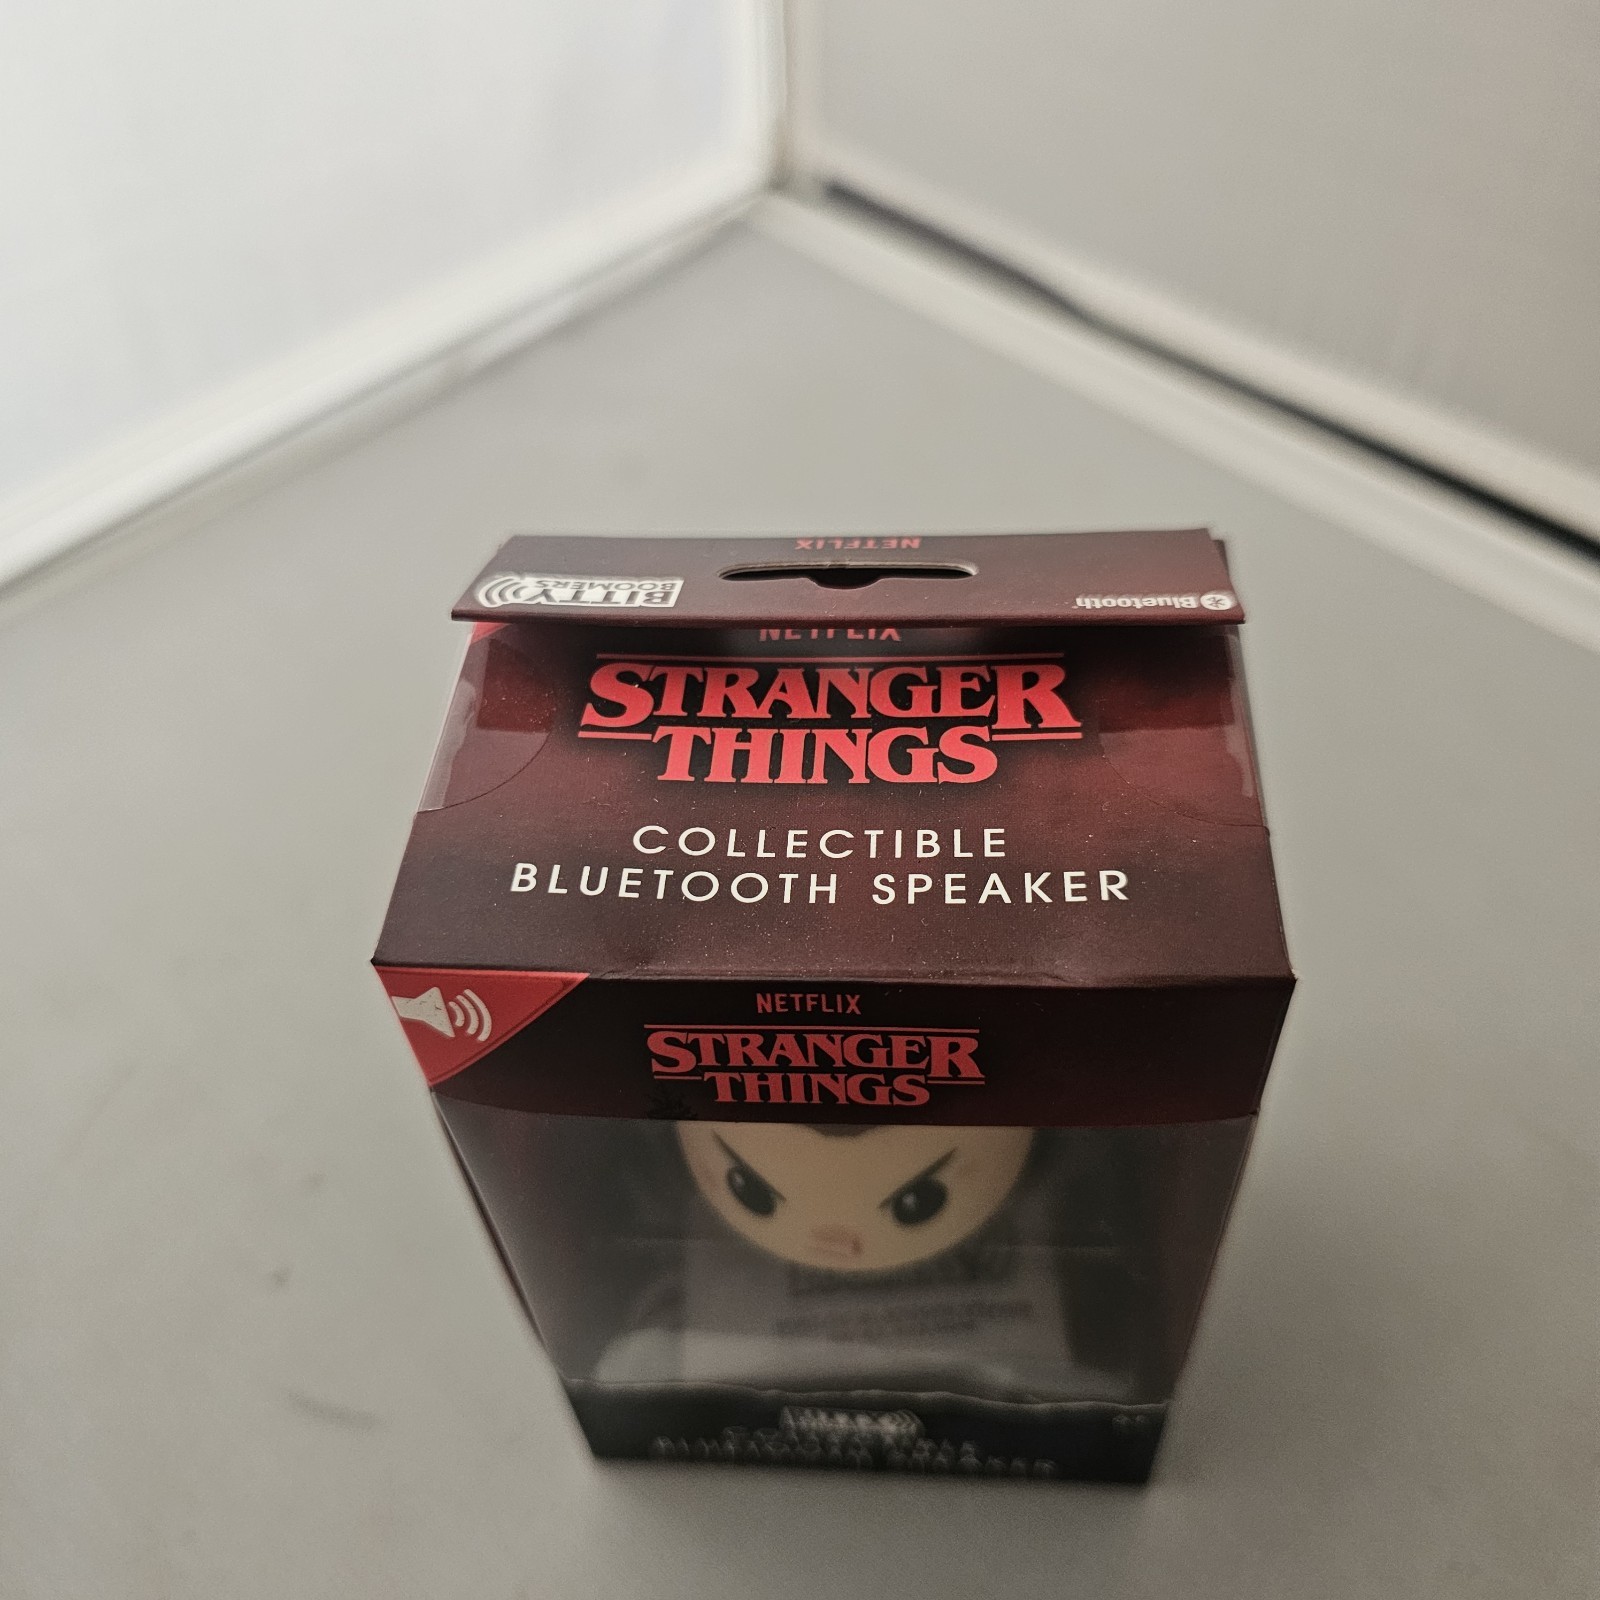 NETFLIX
BITTY
BOOMERS
Bluetooth
NETFLIX
STRANGER
THINGS
COLLECTIBLE
BLUETOOTH SPEAKER
NETFLIX
STRANGER
THINGS